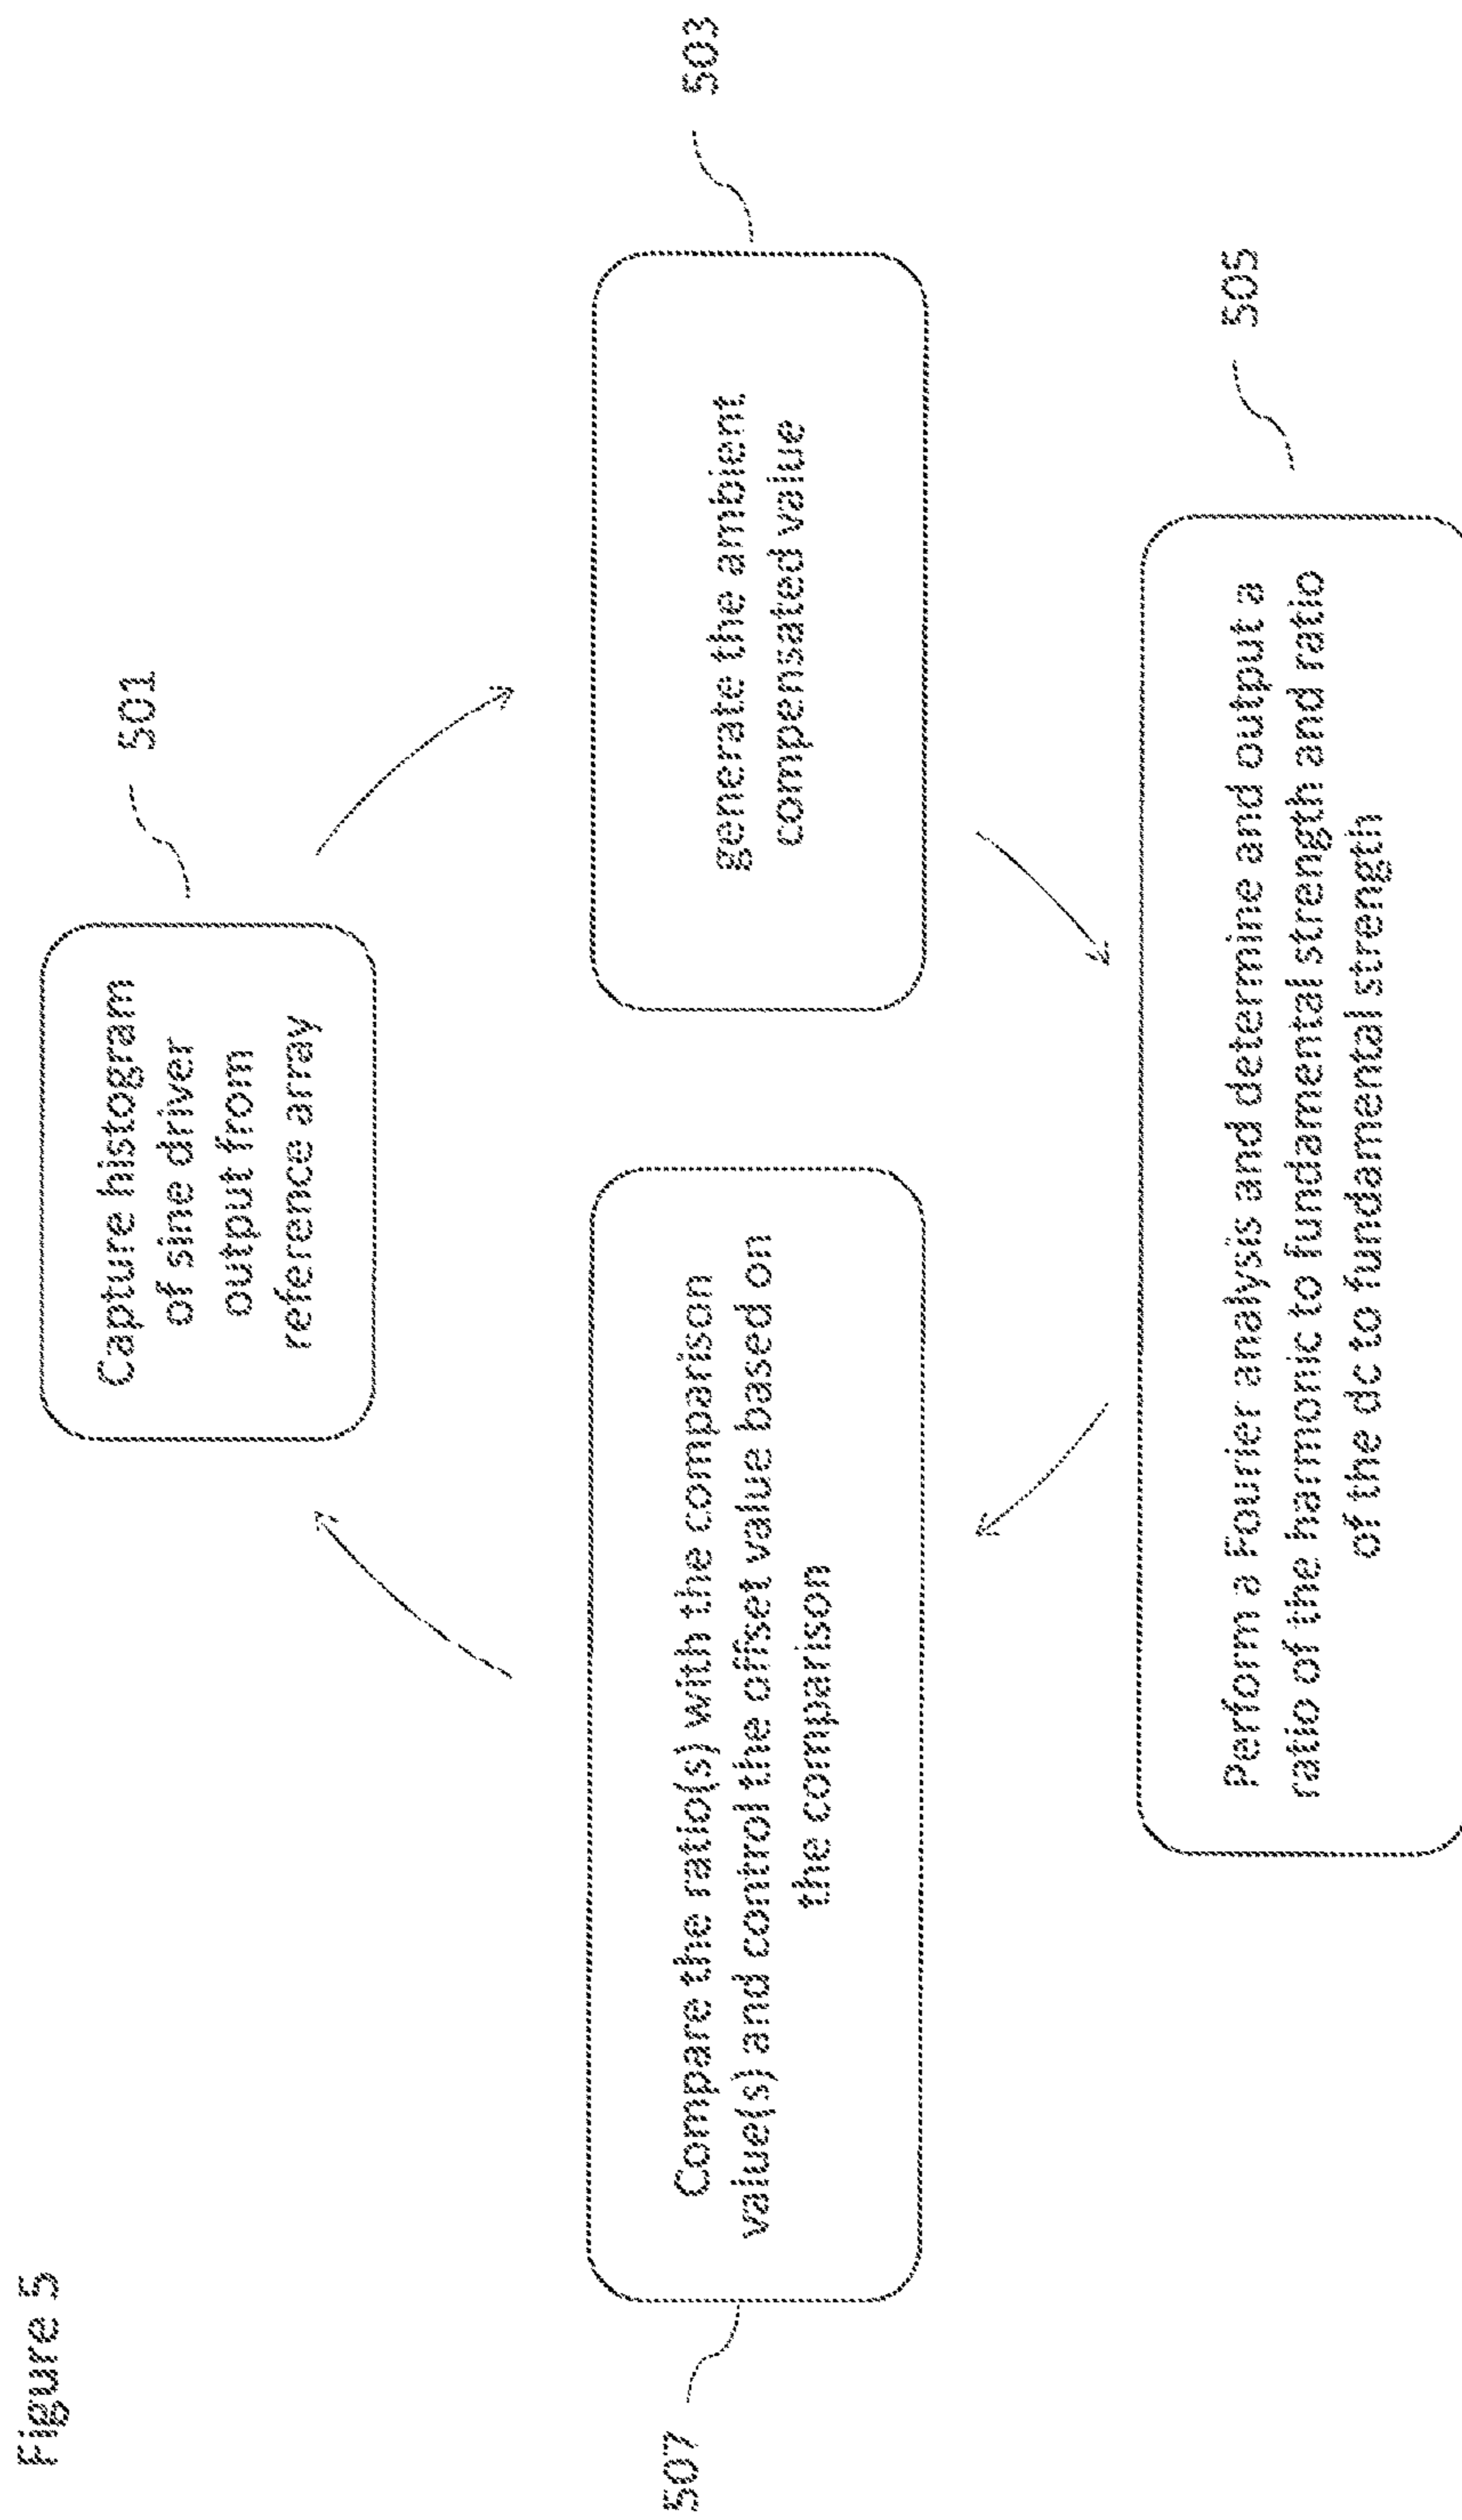 Figure 5
501
Capture histogram
of sine driver
output from
reference array
503
generate the ambient
compensated value
505
Perform a Fourier analysis and determine and output a
ratio of the harmonic to fundamental strength and ratio
of the dc to fundamental strength
507
Compare the ratio(s) with the comparison
value(s) and control the offset value based on
the comparison